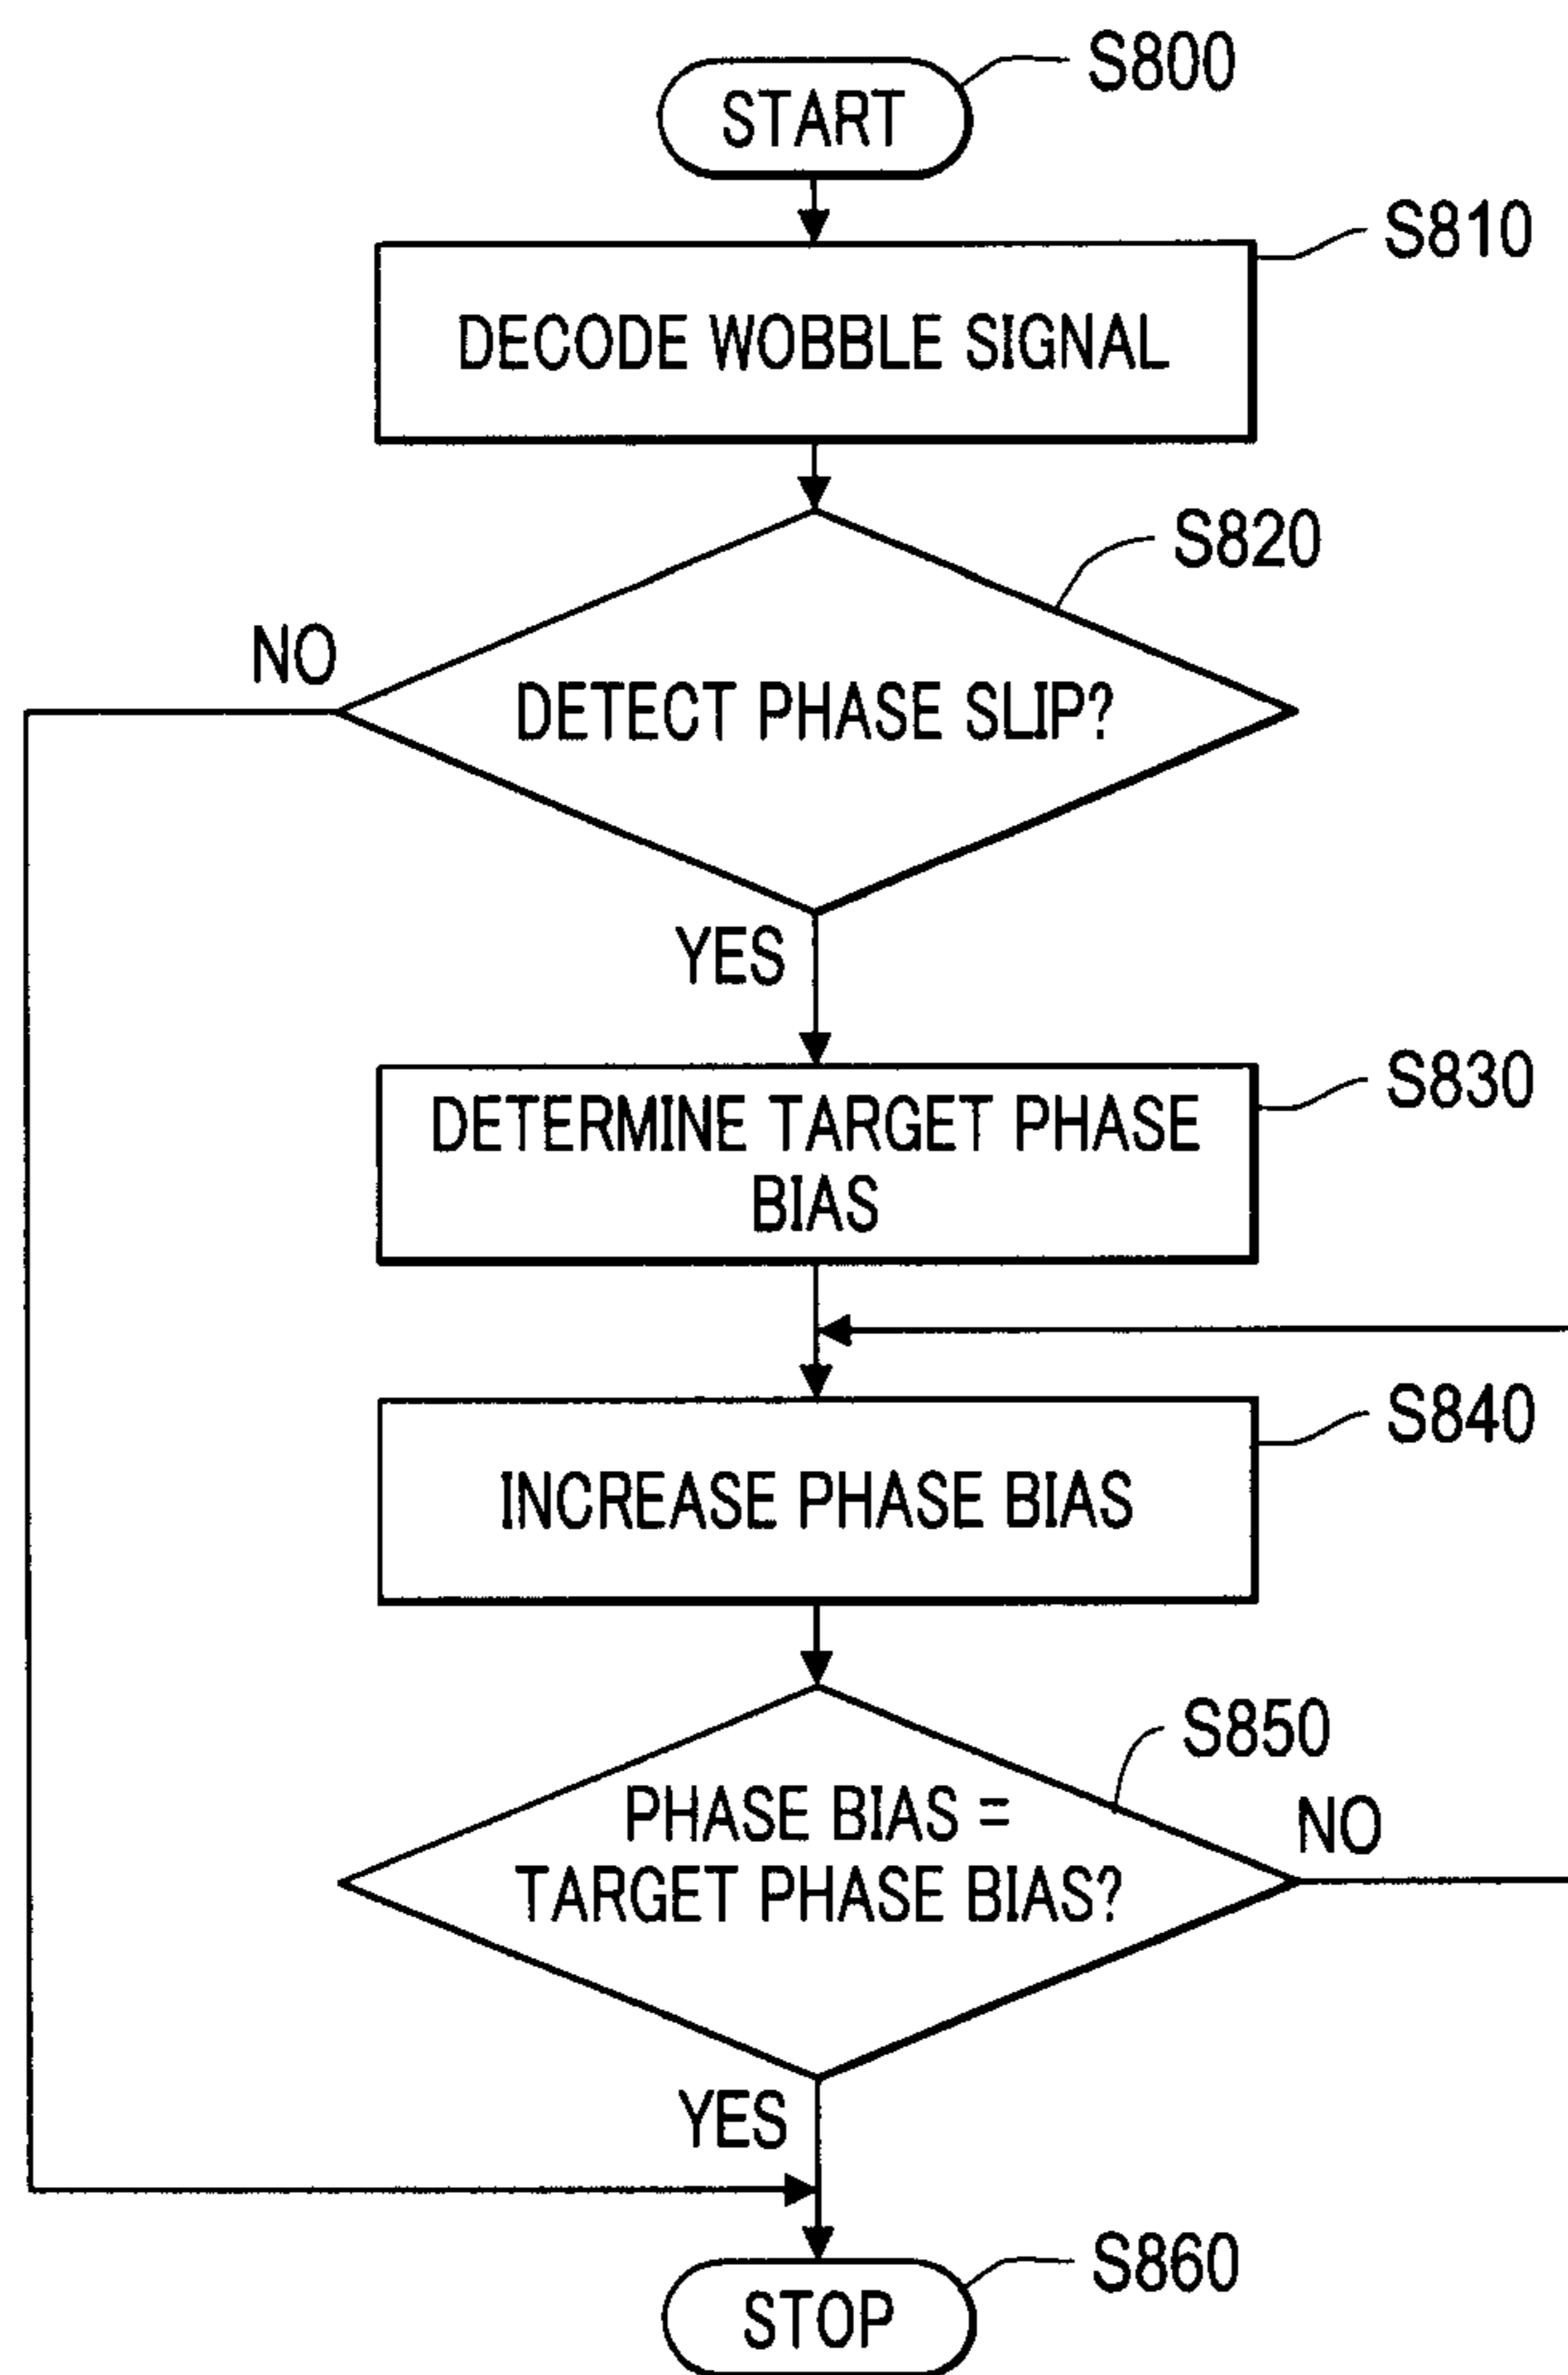 S800
START
S810
DECODE WOBBLE SIGNAL
S820
NO
DETECT PHASE SLIP?
YES
S830
DETERMINE TARGET PHASE
BIAS
S840
INCREASE PHASE BIAS
S850
PHASE BIAS =
NO
TARGET PHASE BIAS?
YES
S860
STOP